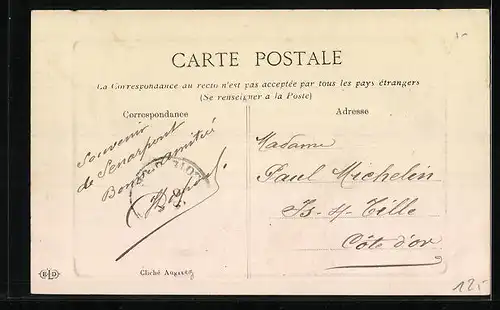 CARTE POSTALE
La Correspondance au recto n'est pas acceptée par tous les pays étrangers
(Se renseigner à la Poste)
Correspondance
Souvenir
de Senarpont
Bonne amitié
Adresse
Madame
Paul Michelin
Is-s/-Tille
Côte d'or
ELD
Cliché
125